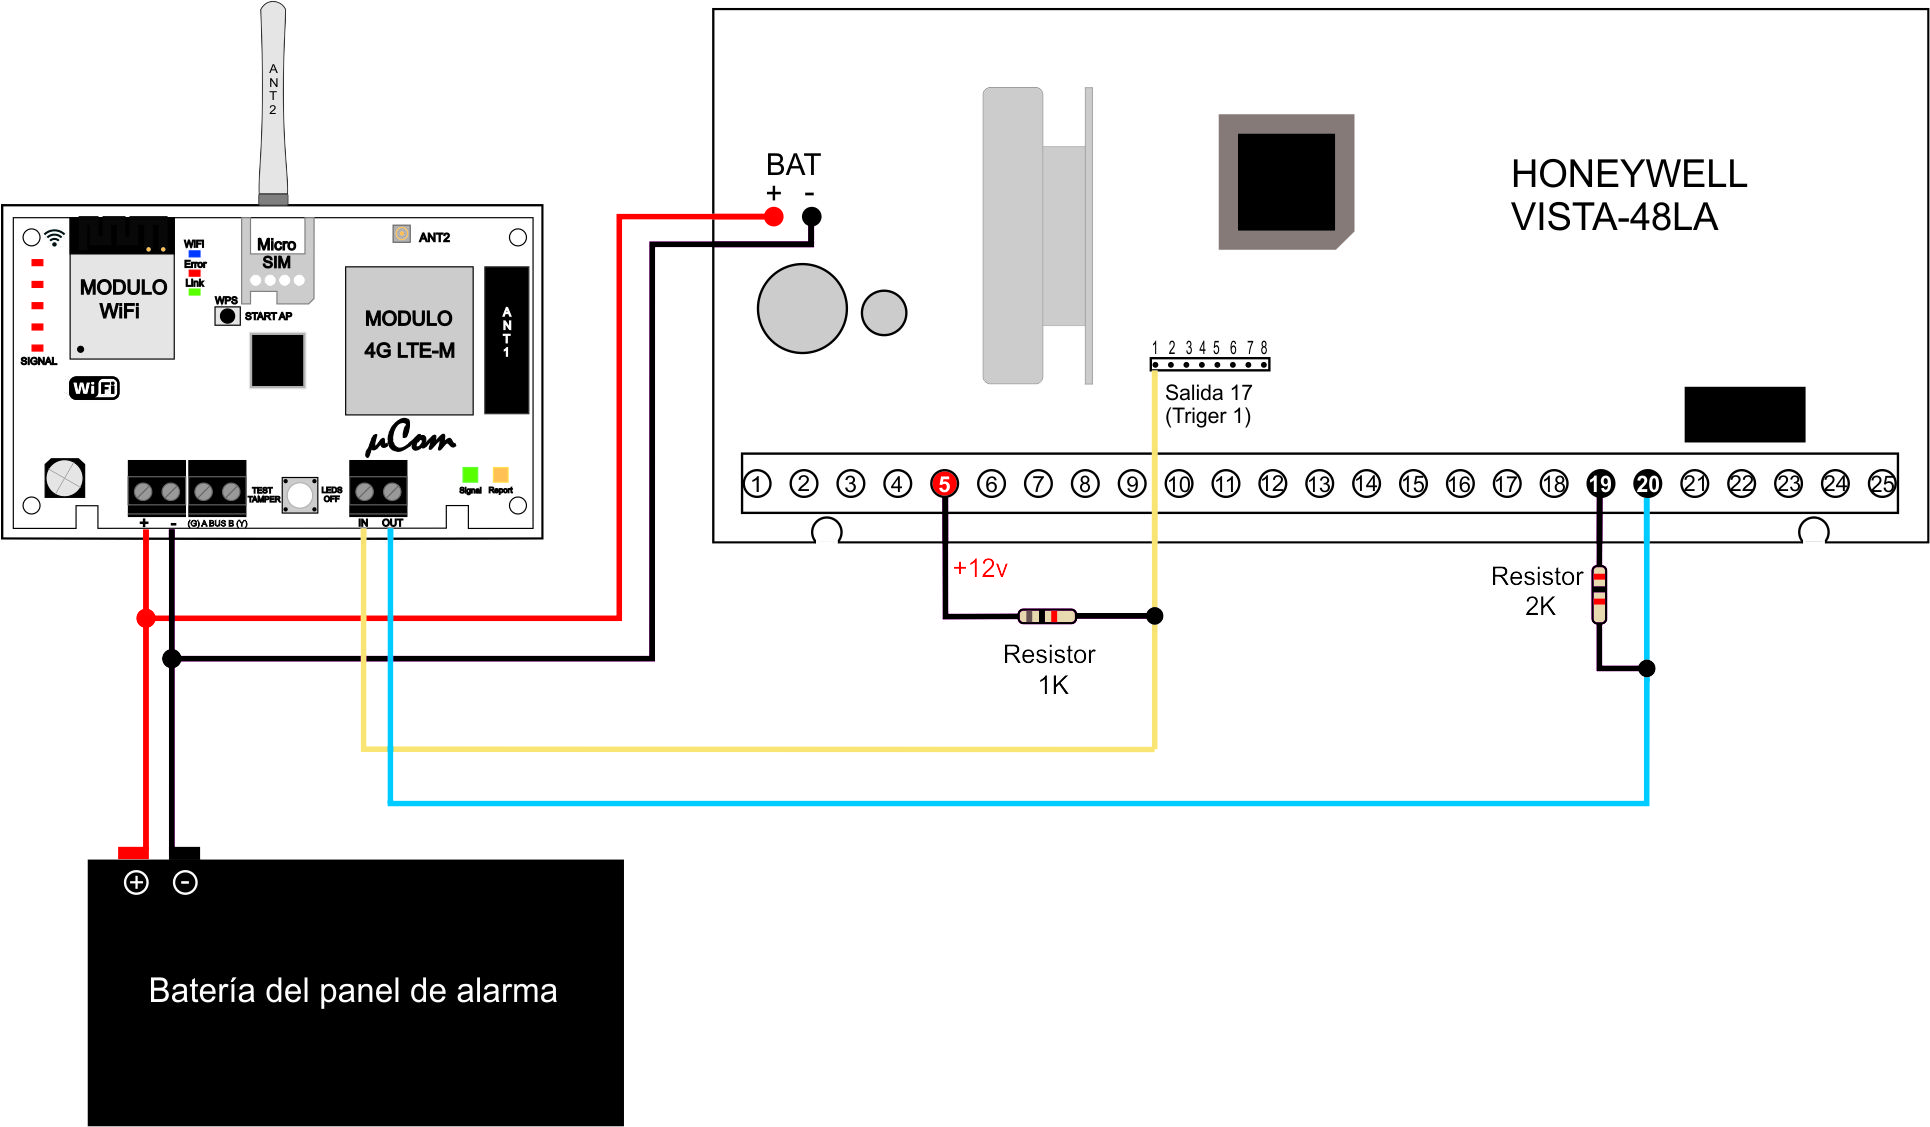 ANT2
MODULO
WiFi
WiFi
Error
Link
Micro
SIM
WPS
START AP
ANT2
MODULO
4G LTE-M
ANT1
SIGNAL
WiFi
µCom
TEST
TAMPER
LEDS
OFF
Signal
Report
+ - (G) A BUS B (Y)
IN OUT
BAT
+ -
HONEYWELL
VISTA-48LA
1 2 3 4 5 6 7 8
Salida 17
(Triger 1)
1 2 3 4 5 6 7 8 9 10 11 12 13 14 15 16 17 18 19 20 21 22 23 24 25
+12v
Resistor
1K
Resistor
2K
+ -
Batería del panel de alarma